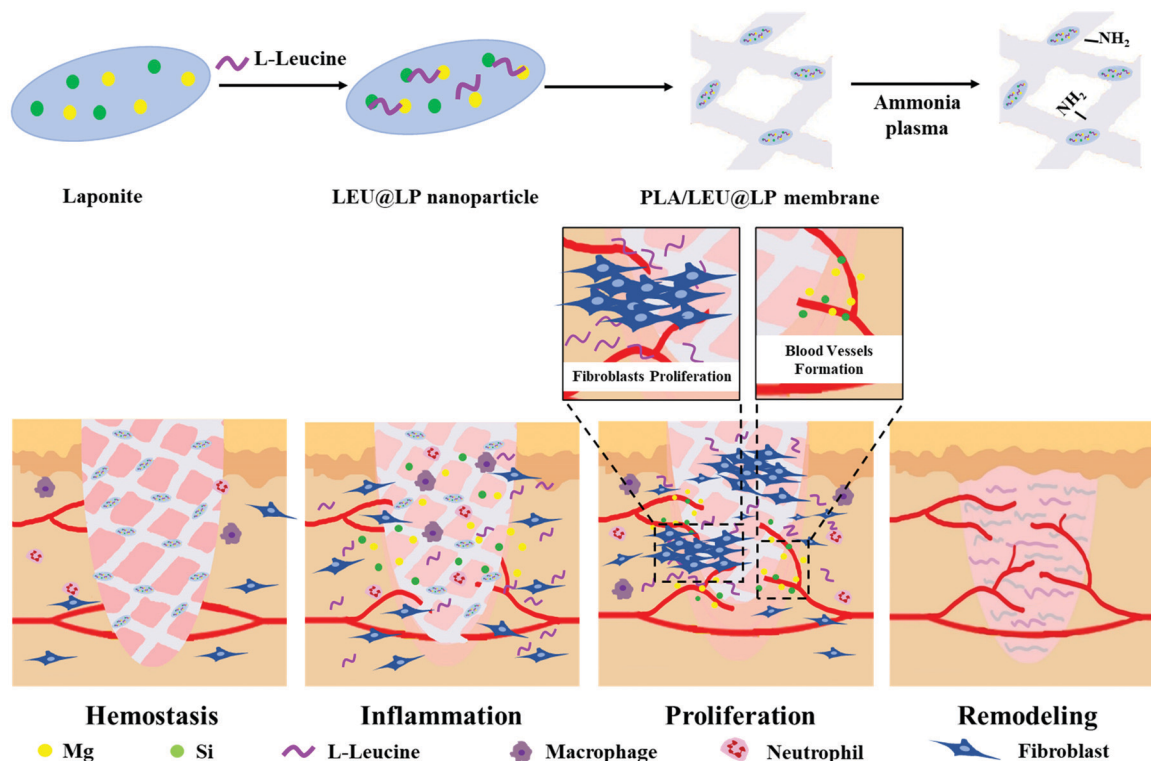 L-Leucine
NH₂
Ammonia
plasma
NH₂
Laponite
LEU@LP nanoparticle
PLA/LEU@LP membrane
Fibroblasts Proliferation
Blood Vessels
Formation
Hemostasis
Inflammation
Proliferation
Remodeling
Mg
Si
L-Leucine
Macrophage
Neutrophil
Fibroblast